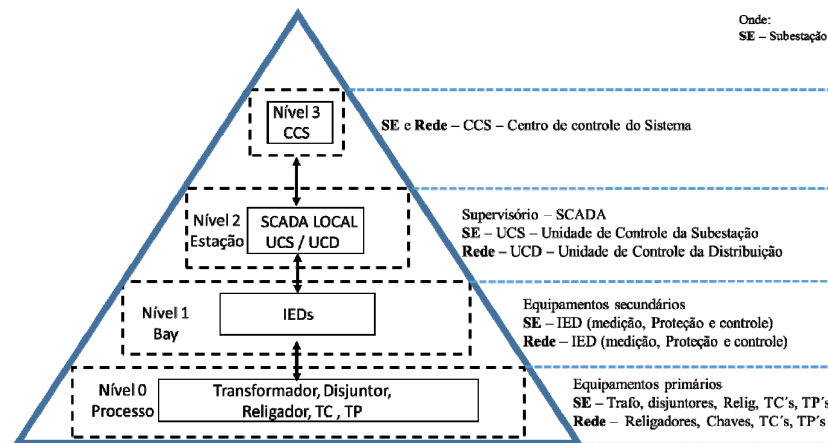 Onde:
SE – Subestação
Nível 3
CCS
SE e Rede – CCS – Centro de controle do Sistema
Nível 2
Estação
SCADA LOCAL
UCS / UCD
Supervisório – SCADA
SE – UCS – Unidade de Controle da Subestação
Rede – UCD – Unidade de Controle da Distribuição
Nível 1
Bay
IEDs
Equipamentos secundários
SE – IED (medição, Proteção e controle)
Rede – IED (medição, Proteção e controle)
Nível 0
Processo
Transformador, Disjuntor,
Religador, TC , TP
Equipamentos primários
SE – Trafo, disjuntores, Relig, TC´s, TP´s
Rede – Religadores, Chaves, TC´s, TP´s